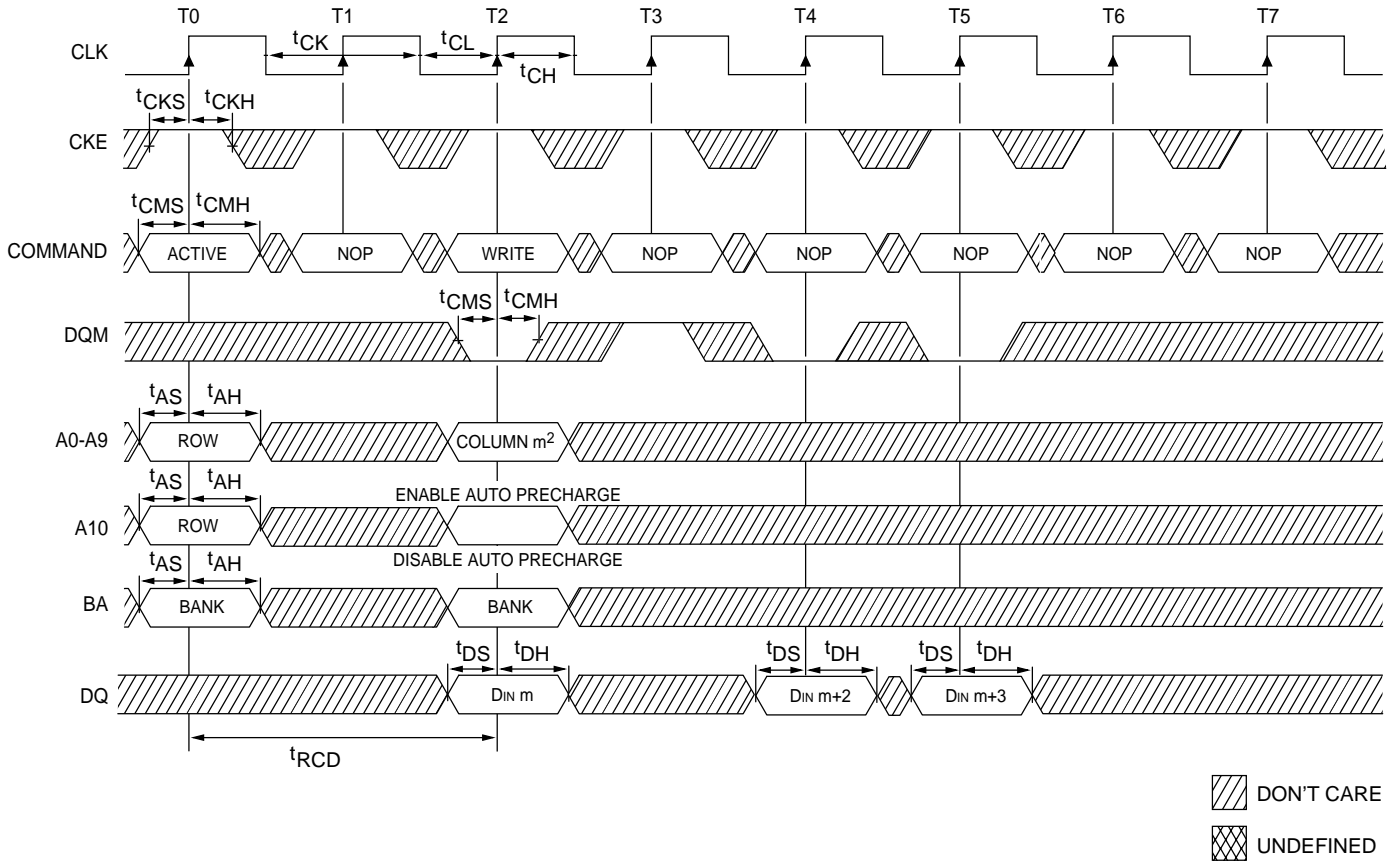 T0 T1 T2 T3 T4 T5 T6 T7
CLK tCK tCL tCH
tCKS tCKH
CKE
tCMS tCMH
COMMAND ACTIVE NOP WRITE NOP NOP NOP NOP NOP
tCMS tCMH
DQM
tAS tAH
A0-A9 ROW COLUMN m2
tAS tAH ENABLE AUTO PRECHARGE
A10 ROW
tAS tAH DISABLE AUTO PRECHARGE
BA BANK BANK
tDS tDH tDS tDH tDS tDH
DQ DIN m DIN m+2 DIN m+3
tRCD
DON'T CARE
UNDEFINED